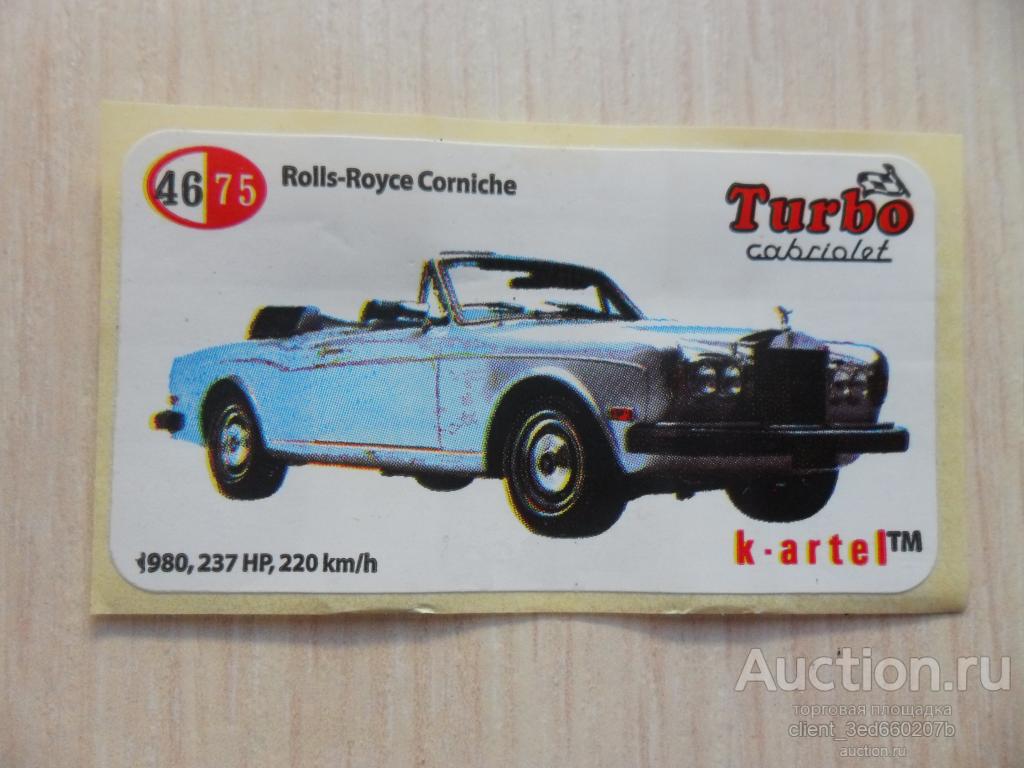 46 75
Rolls-Royce Corniche
Turbo
cabriolet
1980, 237 HP, 220 km/h
k·artel™
Auction.ru
торговая площадка
client_3ed660207b
auction.ru